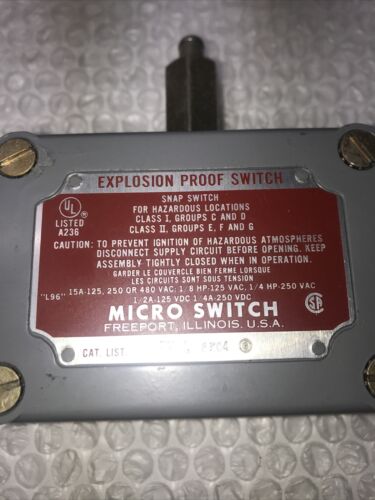 EXPLOSION PROOF SWITCH
SNAP SWITCH
FOR HAZARDOUS LOCATIONS
CLASS I, GROUPS C AND D
CLASS II, GROUPS E, F AND G
UL
LISTED
A236
CAUTION: TO PREVENT IGNITION OF HAZARDOUS ATMOSPHERES
DISCONNECT SUPPLY CIRCUIT BEFORE OPENING. KEEP
ASSEMBLY TIGHTLY CLOSED WHEN IN OPERATION.
GARDER LE COUVERCLE BIEN FERME LORSQUE
LES CIRCUITS SONT SOUS TENSION
"L96" 15A-125, 250 OR 480 VAC, 1/8 HP-125 VAC, 1/4 HP-250 VAC
1/2A-125 VDC 1/4A-250 VDC
MICRO SWITCH
FREEPORT, ILLINOIS, U.S.A.
CAT. LIST